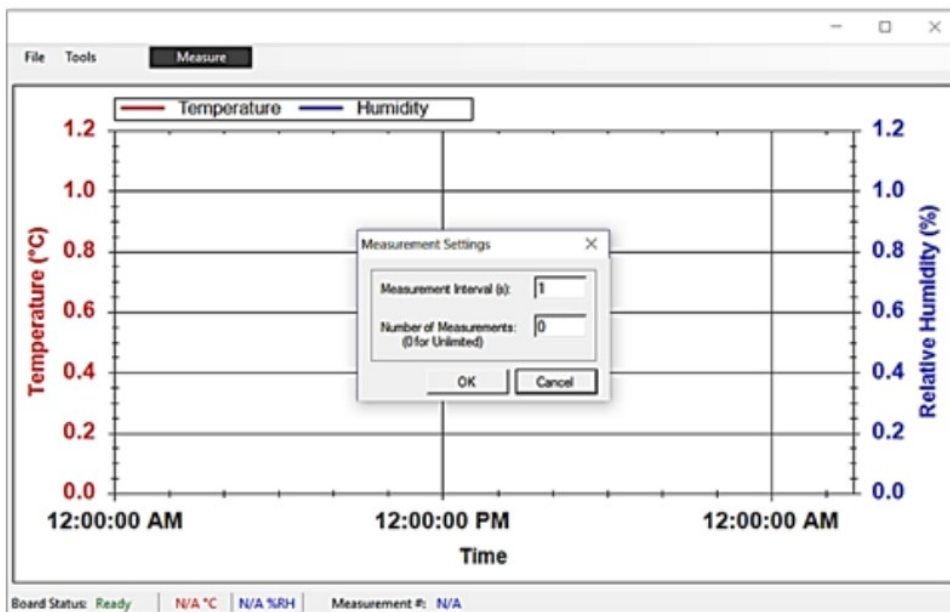 File Tools Measure
Temperature Humidity
1.2 1.2
1.0 1.0
0.8 0.8
0.6 0.6
0.4 0.4
0.2 0.2
0.0 0.0
Temperature (°C)
Relative Humidity (%)
Measurement Settings
Measurement Interval (s): 1
Number of Measurements: 0
(0 for Unlimited)
OK Cancel
12:00:00 AM 12:00:00 PM 12:00:00 AM
Time
Board Status: Ready N/A °C N/A %RH Measurement #: N/A